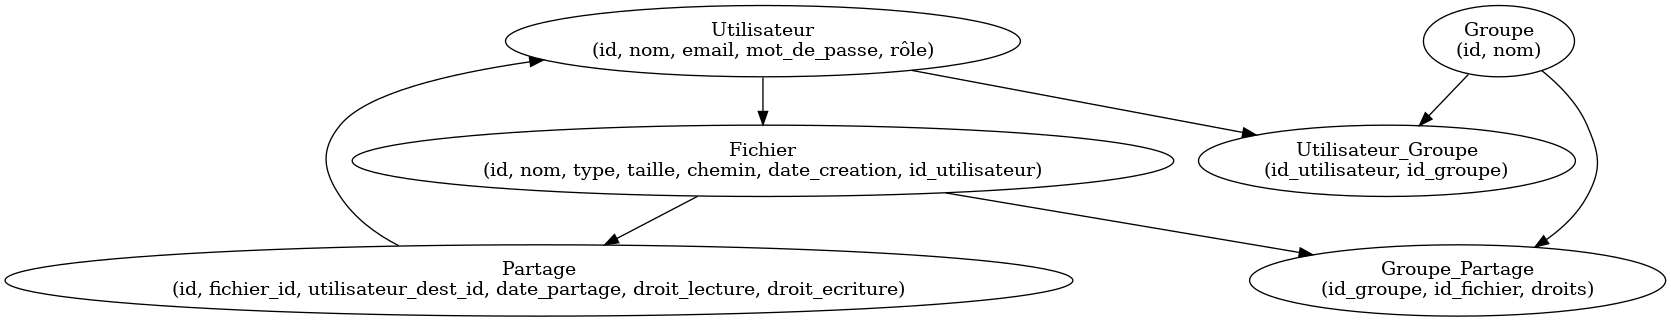 Utilisateur
(id, nom, email, mot_de_passe, rôle)
Groupe
(id, nom)
Fichier
(id, nom, type, taille, chemin, date_creation, id_utilisateur)
Utilisateur_Groupe
(id_utilisateur, id_groupe)
Partage
(id, fichier_id, utilisateur_dest_id, date_partage, droit_lecture, droit_ecriture)
Groupe_Partage
(id_groupe, id_fichier, droits)